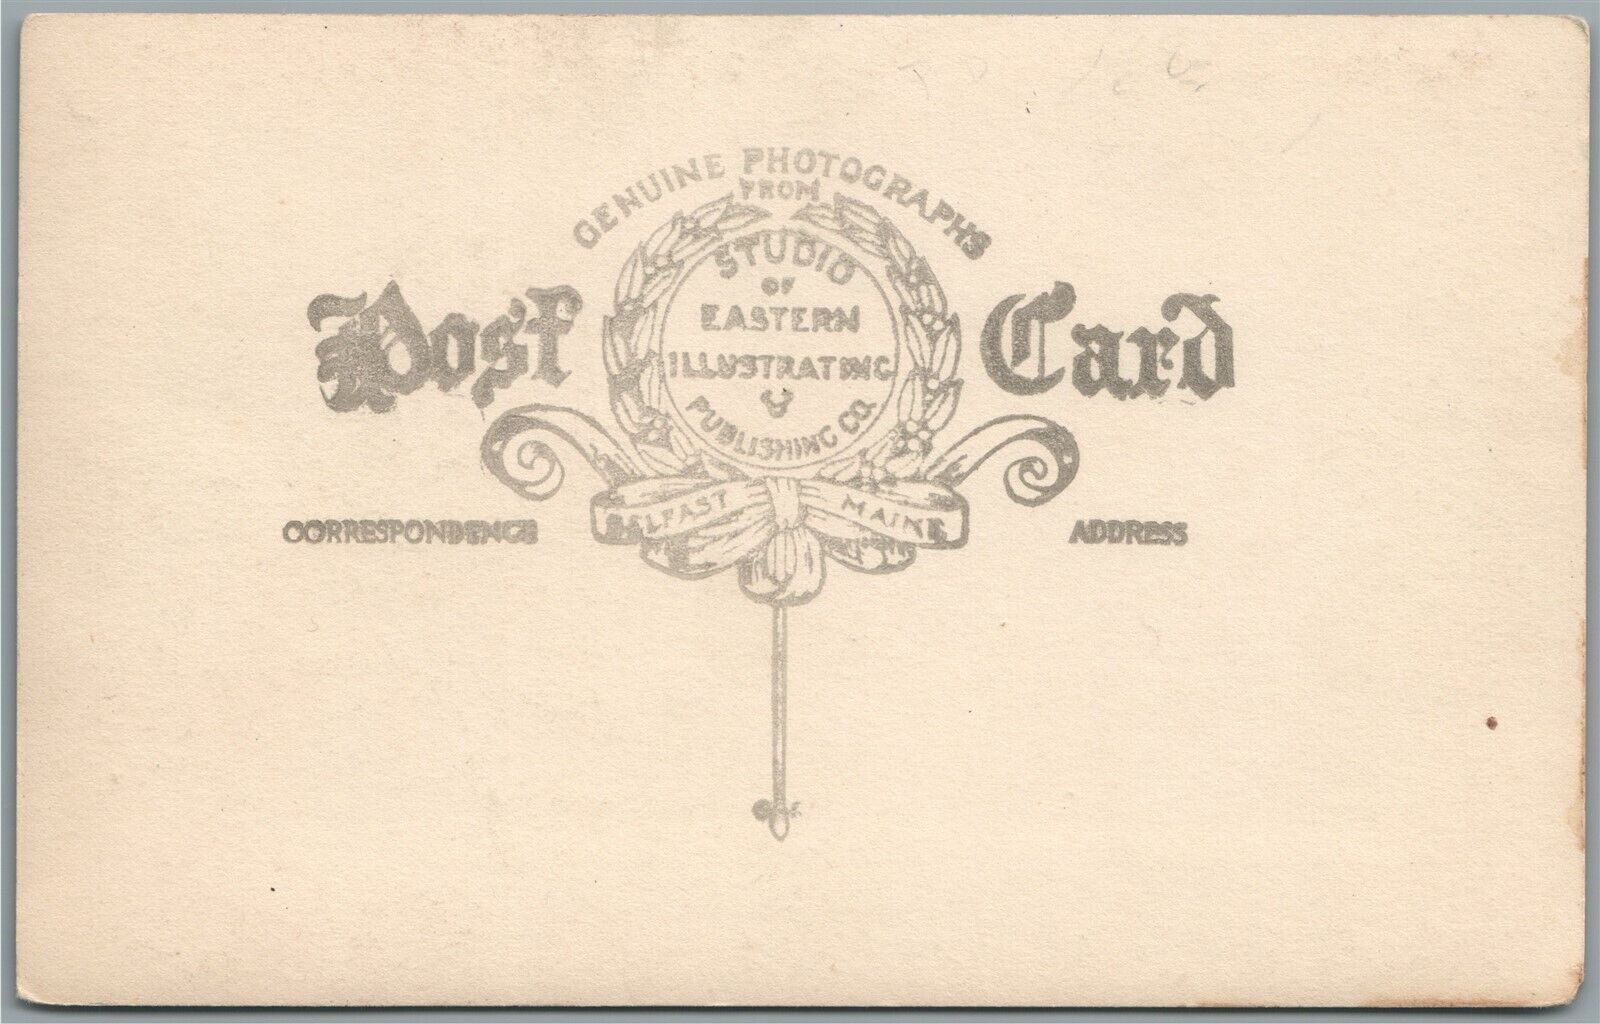 GENUINE PHOTOGRAPHS
FROM
STUDIO
OF
EASTERN
ILLUSTRATING
&
PUBLISHING CO.
Post Card
BELFAST MAINE
CORRESPONDENCE
ADDRESS